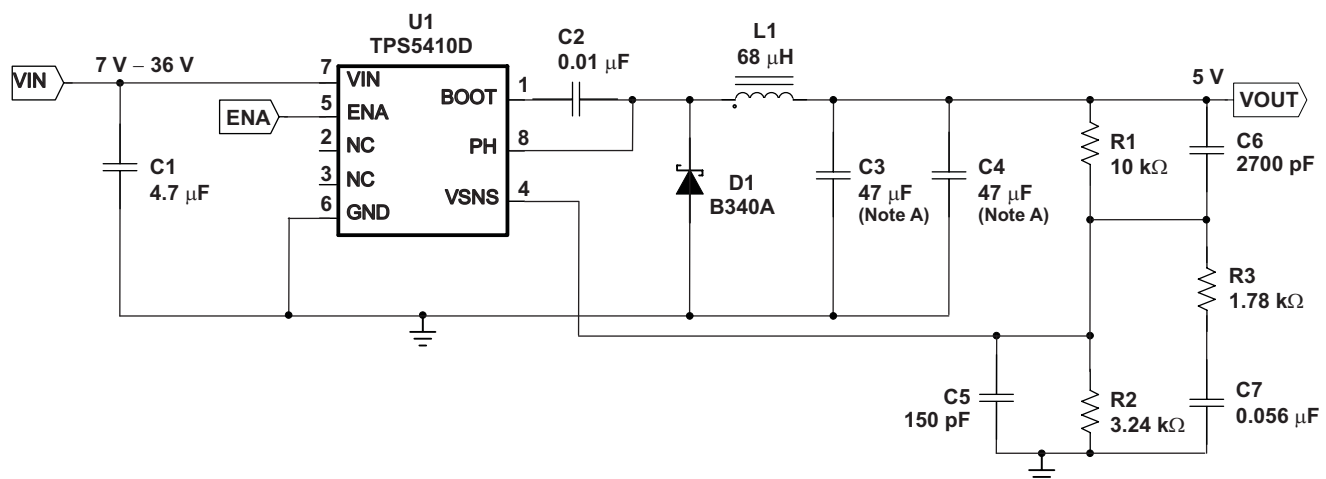 U1
TPS5410D
VIN
7 V – 36 V
7
VIN
5
ENA
ENA
2
NC
3
NC
6
GND
BOOT
1
PH
8
VSNS
4
C1
4.7 μF
C2
0.01 μF
L1
68 μH
D1
B340A
C3
47 μF
(Note A)
C4
47 μF
(Note A)
5 V
VOUT
R1
10 kΩ
C6
2700 pF
R3
1.78 kΩ
C5
150 pF
R2
3.24 kΩ
C7
0.056 μF